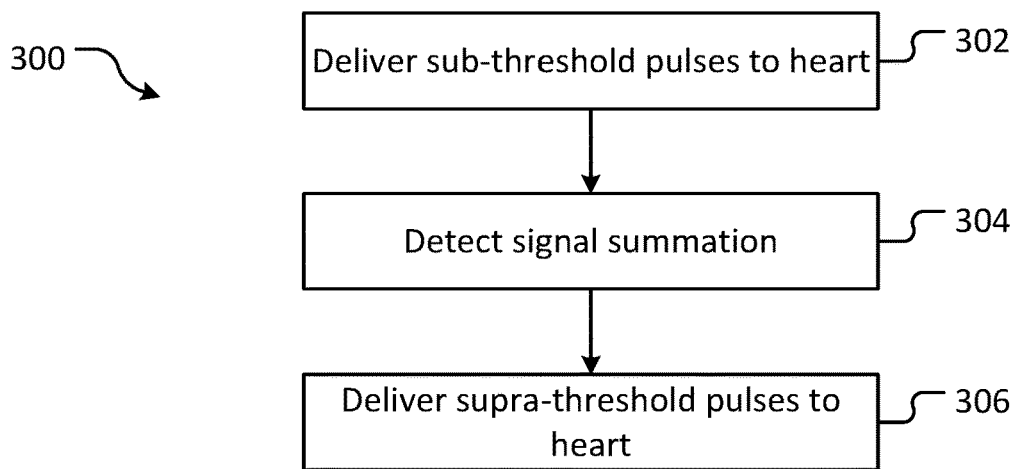 300
Deliver sub-threshold pulses to heart
302
Detect signal summation
304
Deliver supra-threshold pulses to
heart
306